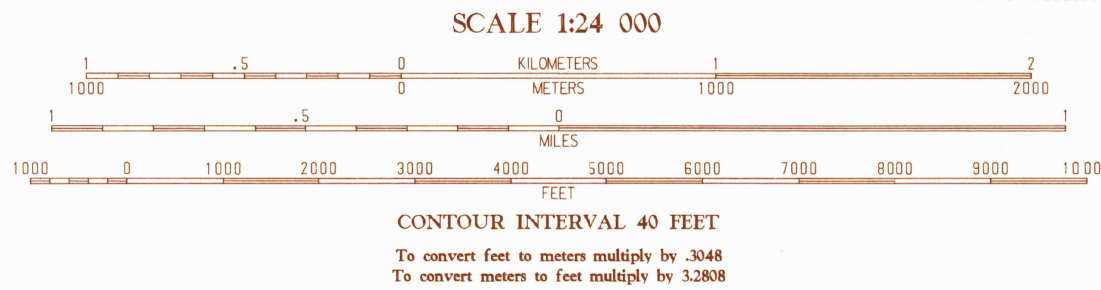 SCALE 1:24 000
1 .5 0 KILOMETERS 1 2
1000 0 METERS 1000 2000
1 .5 0 1
MILES
1000 0 1000 2000 3000 4000 5000 6000 7000 8000 9000 1000
FEET
CONTOUR INTERVAL 40 FEET
To convert feet to meters multiply by .3048
To convert meters to feet multiply by 3.2808